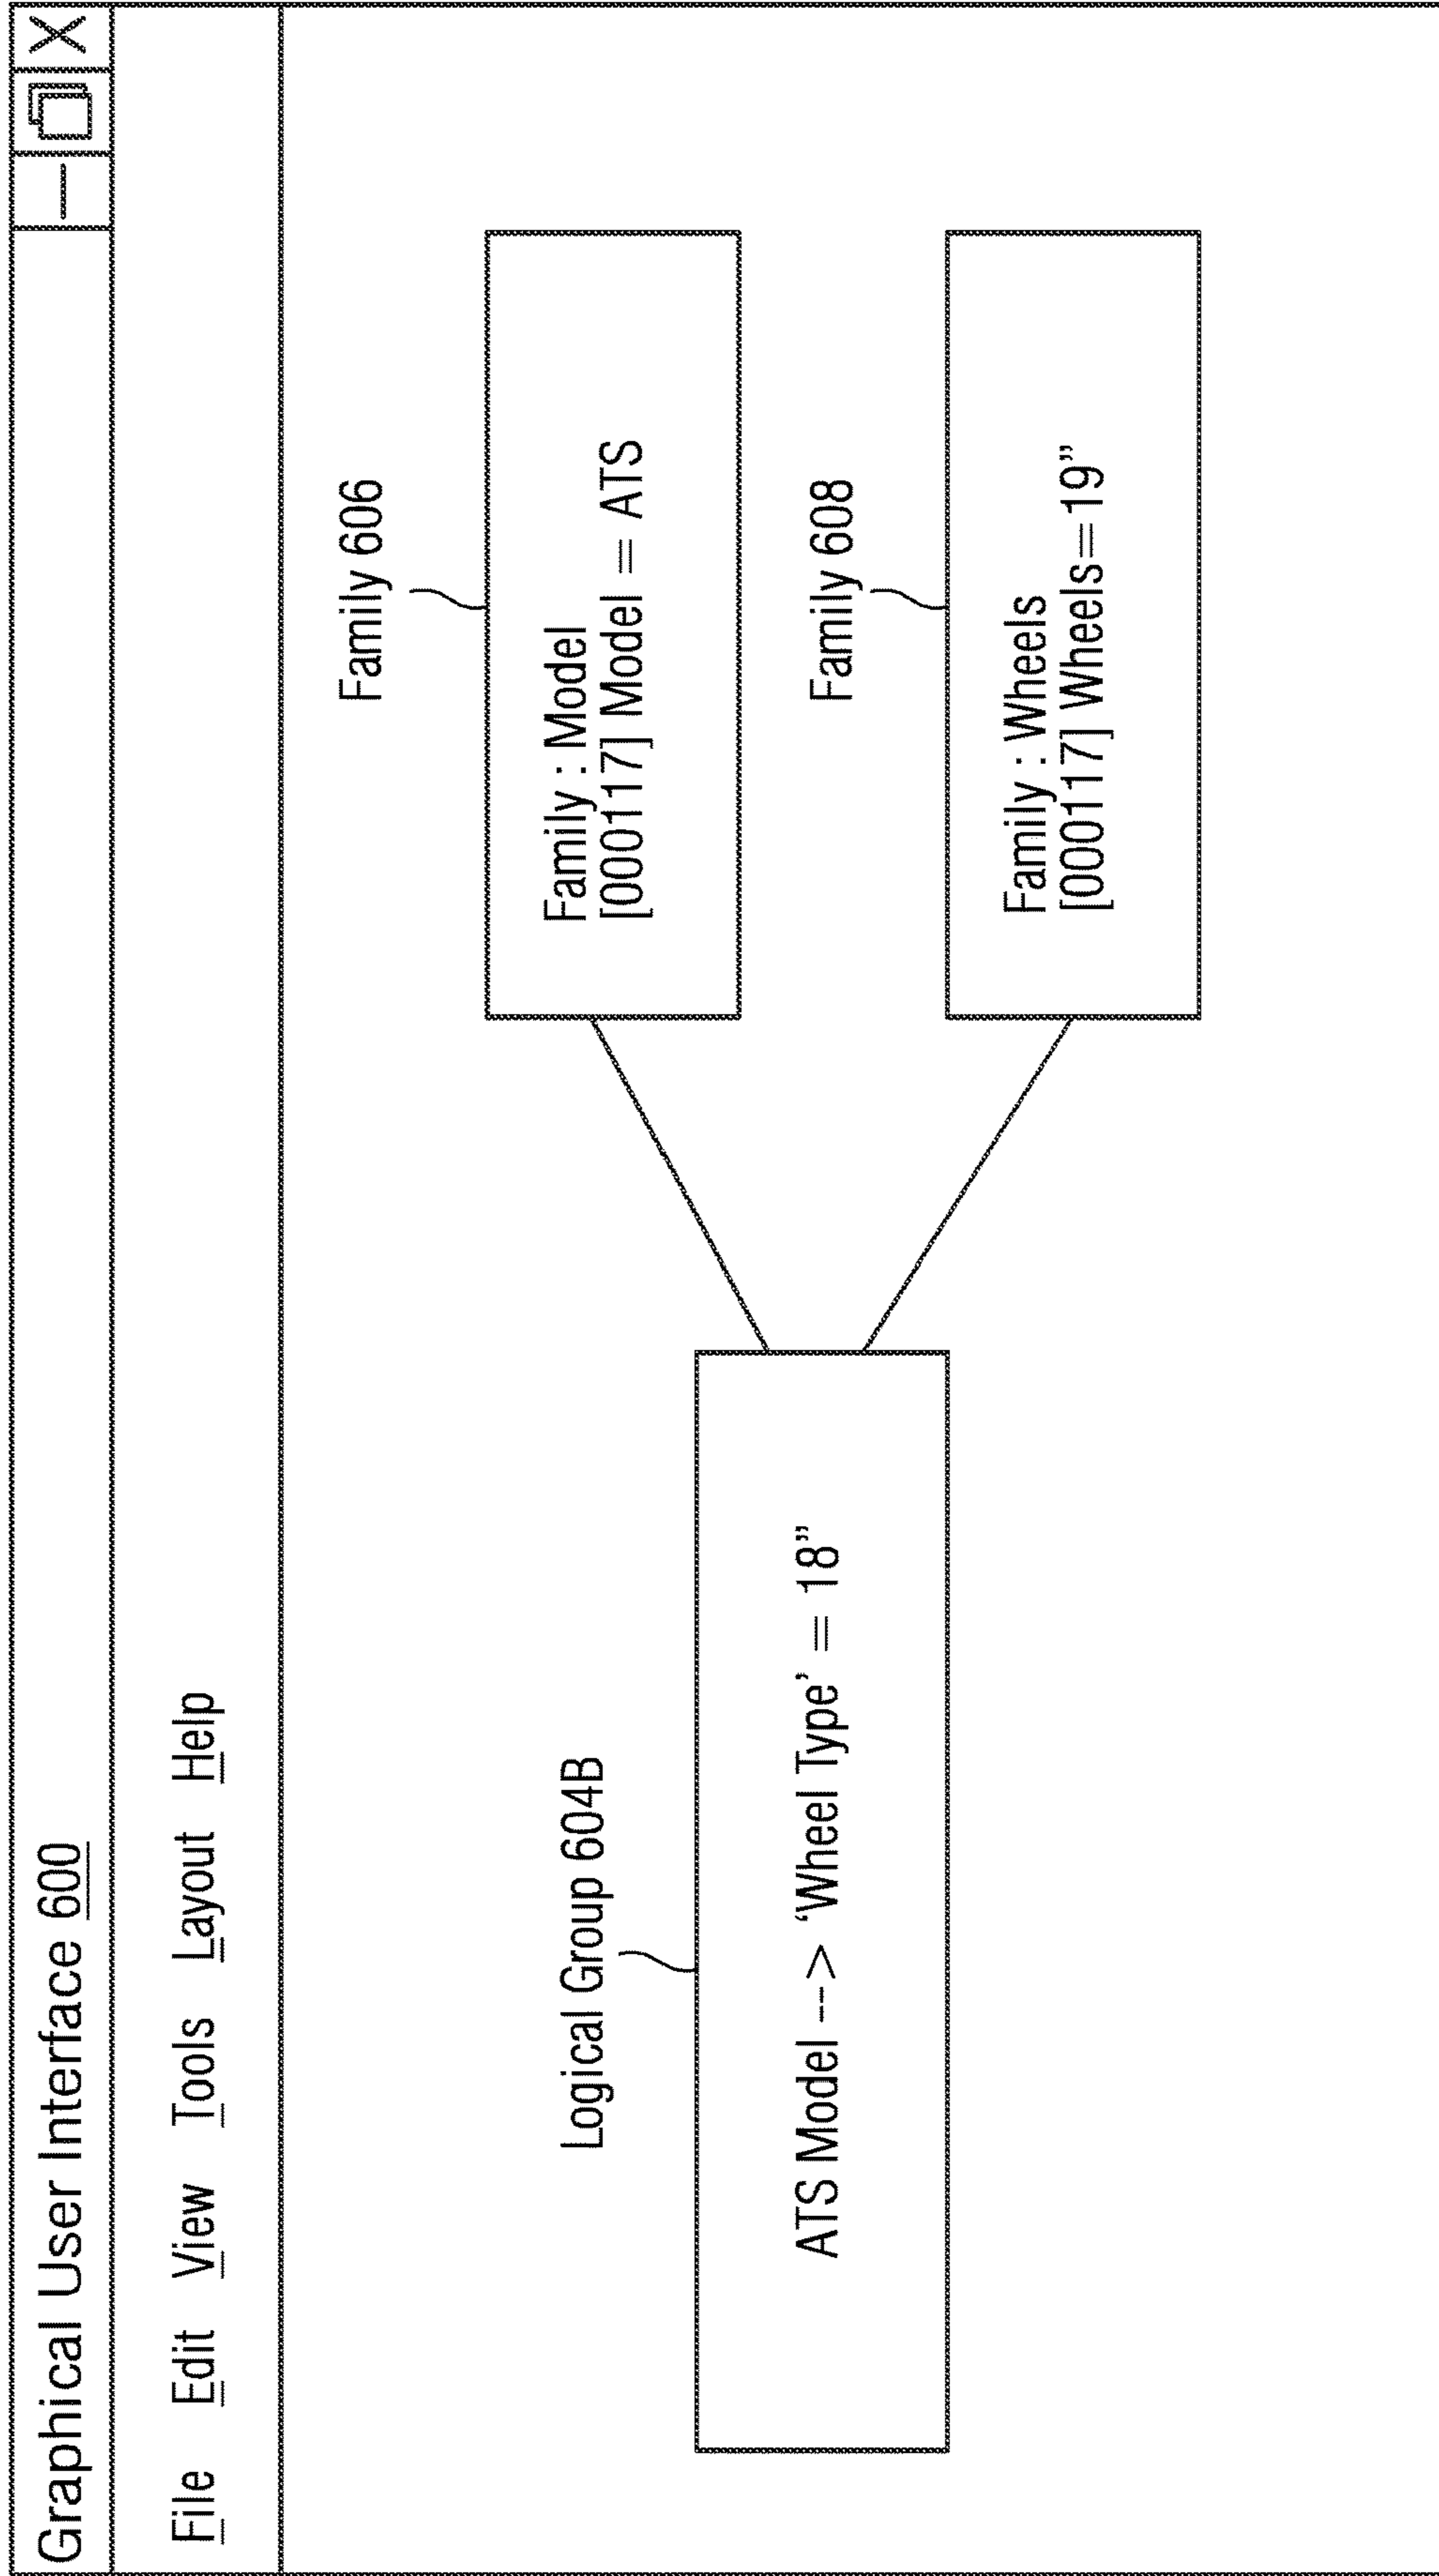 Graphical User Interface 600
File Edit View Tools Layout Help
Family 606
Family : Model
[000117] Model = ATS
Logical Group 604B
ATS Model --> ‘Wheel Type’ = 18”
Family 608
Family : Wheels
[000117] Wheels=19”